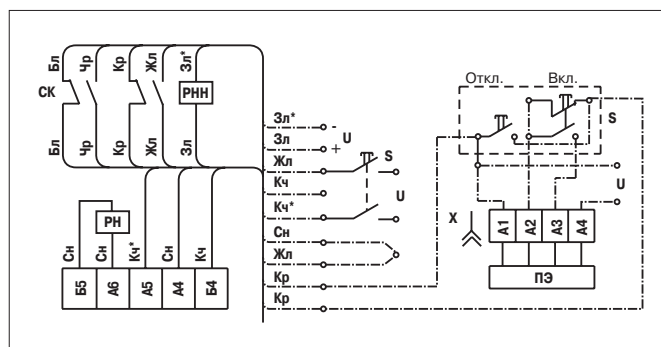 Бл Чр Кр Жл Зл*
СК РНН
Бл Чр Кр Жл Зл
РН
Сн Сн Кч* Сн Кч
Б5 А6 А5 А4 Б4
Зл* -
Зл + U
Жл S
Кч
Кч* U
Сн
Жл
Кр
Кр
Откл. Вкл.
S
U
X А1 А2 А3 А4
ПЭ